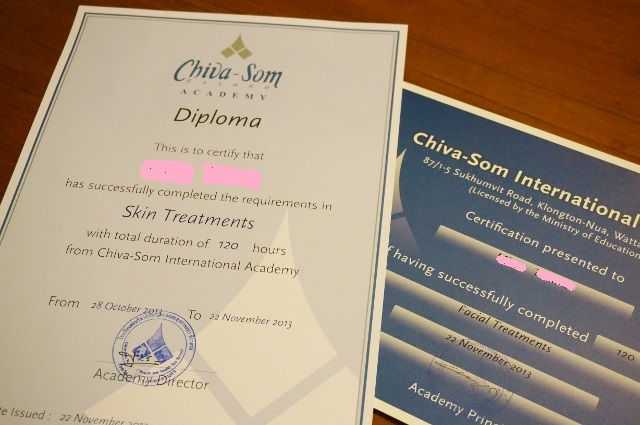 Chiva-Som
ACADEMY
Diploma
This is to certify that
has successfully completed the requirements in
Skin Treatments
with total duration of 120 hours
from Chiva-Som International Academy
From 28 October 2013 To 22 November 2013
Academy Director
Issued : 22 November 2013
Chiva-Som International
87/1-5 Sukhumvit Road, Klongton-Nua, Watta
(Licensed by the Ministry of Education
Certification presented to
f having successfully completed
Facial Treatments 120
22 November 2013
Academy Princ